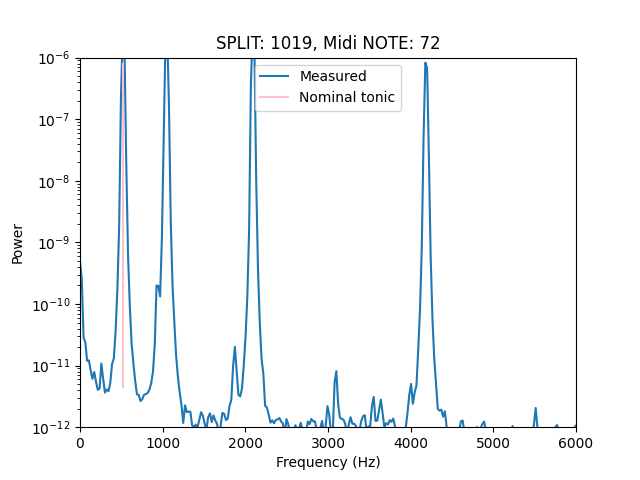 SPLIT: 1019, Midi NOTE: 72
Measured
Nominal tonic
10⁻⁶
10⁻⁷
10⁻⁸
10⁻⁹
10⁻¹⁰
10⁻¹¹
10⁻¹²
Power
0 1000 2000 3000 4000 5000 6000
Frequency (Hz)